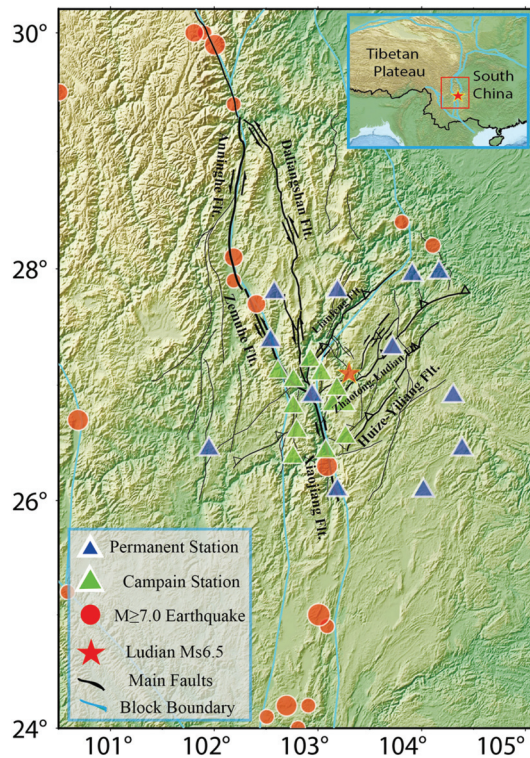 30°
28°
26°
24°
101°
102°
103°
104°
105°
Tibetan
Plateau
South
China
Anninghe Flt.
Daliangshan Flt.
Zemuhe Flt.
Lianfeng Flt.
Zhaotong-Ludian Flt.
Huize-Yiliang Flt.
Xiaojiang Flt.
Permanent Station
Campain Station
M≥7.0 Earthquake
Ludian Ms6.5
Main Faults
Block Boundary